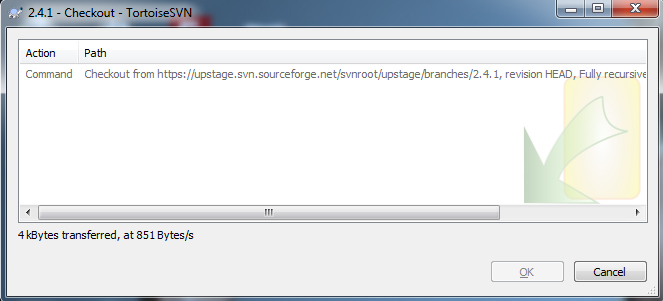 2.4.1 - Checkout - TortoiseSVN
Action Path
Command Checkout from https://upstage.svn.sourceforge.net/svnroot/upstage/branches/2.4.1, revision HEAD, Fully recursive
4 kBytes transferred, at 851 Bytes/s
OK Cancel